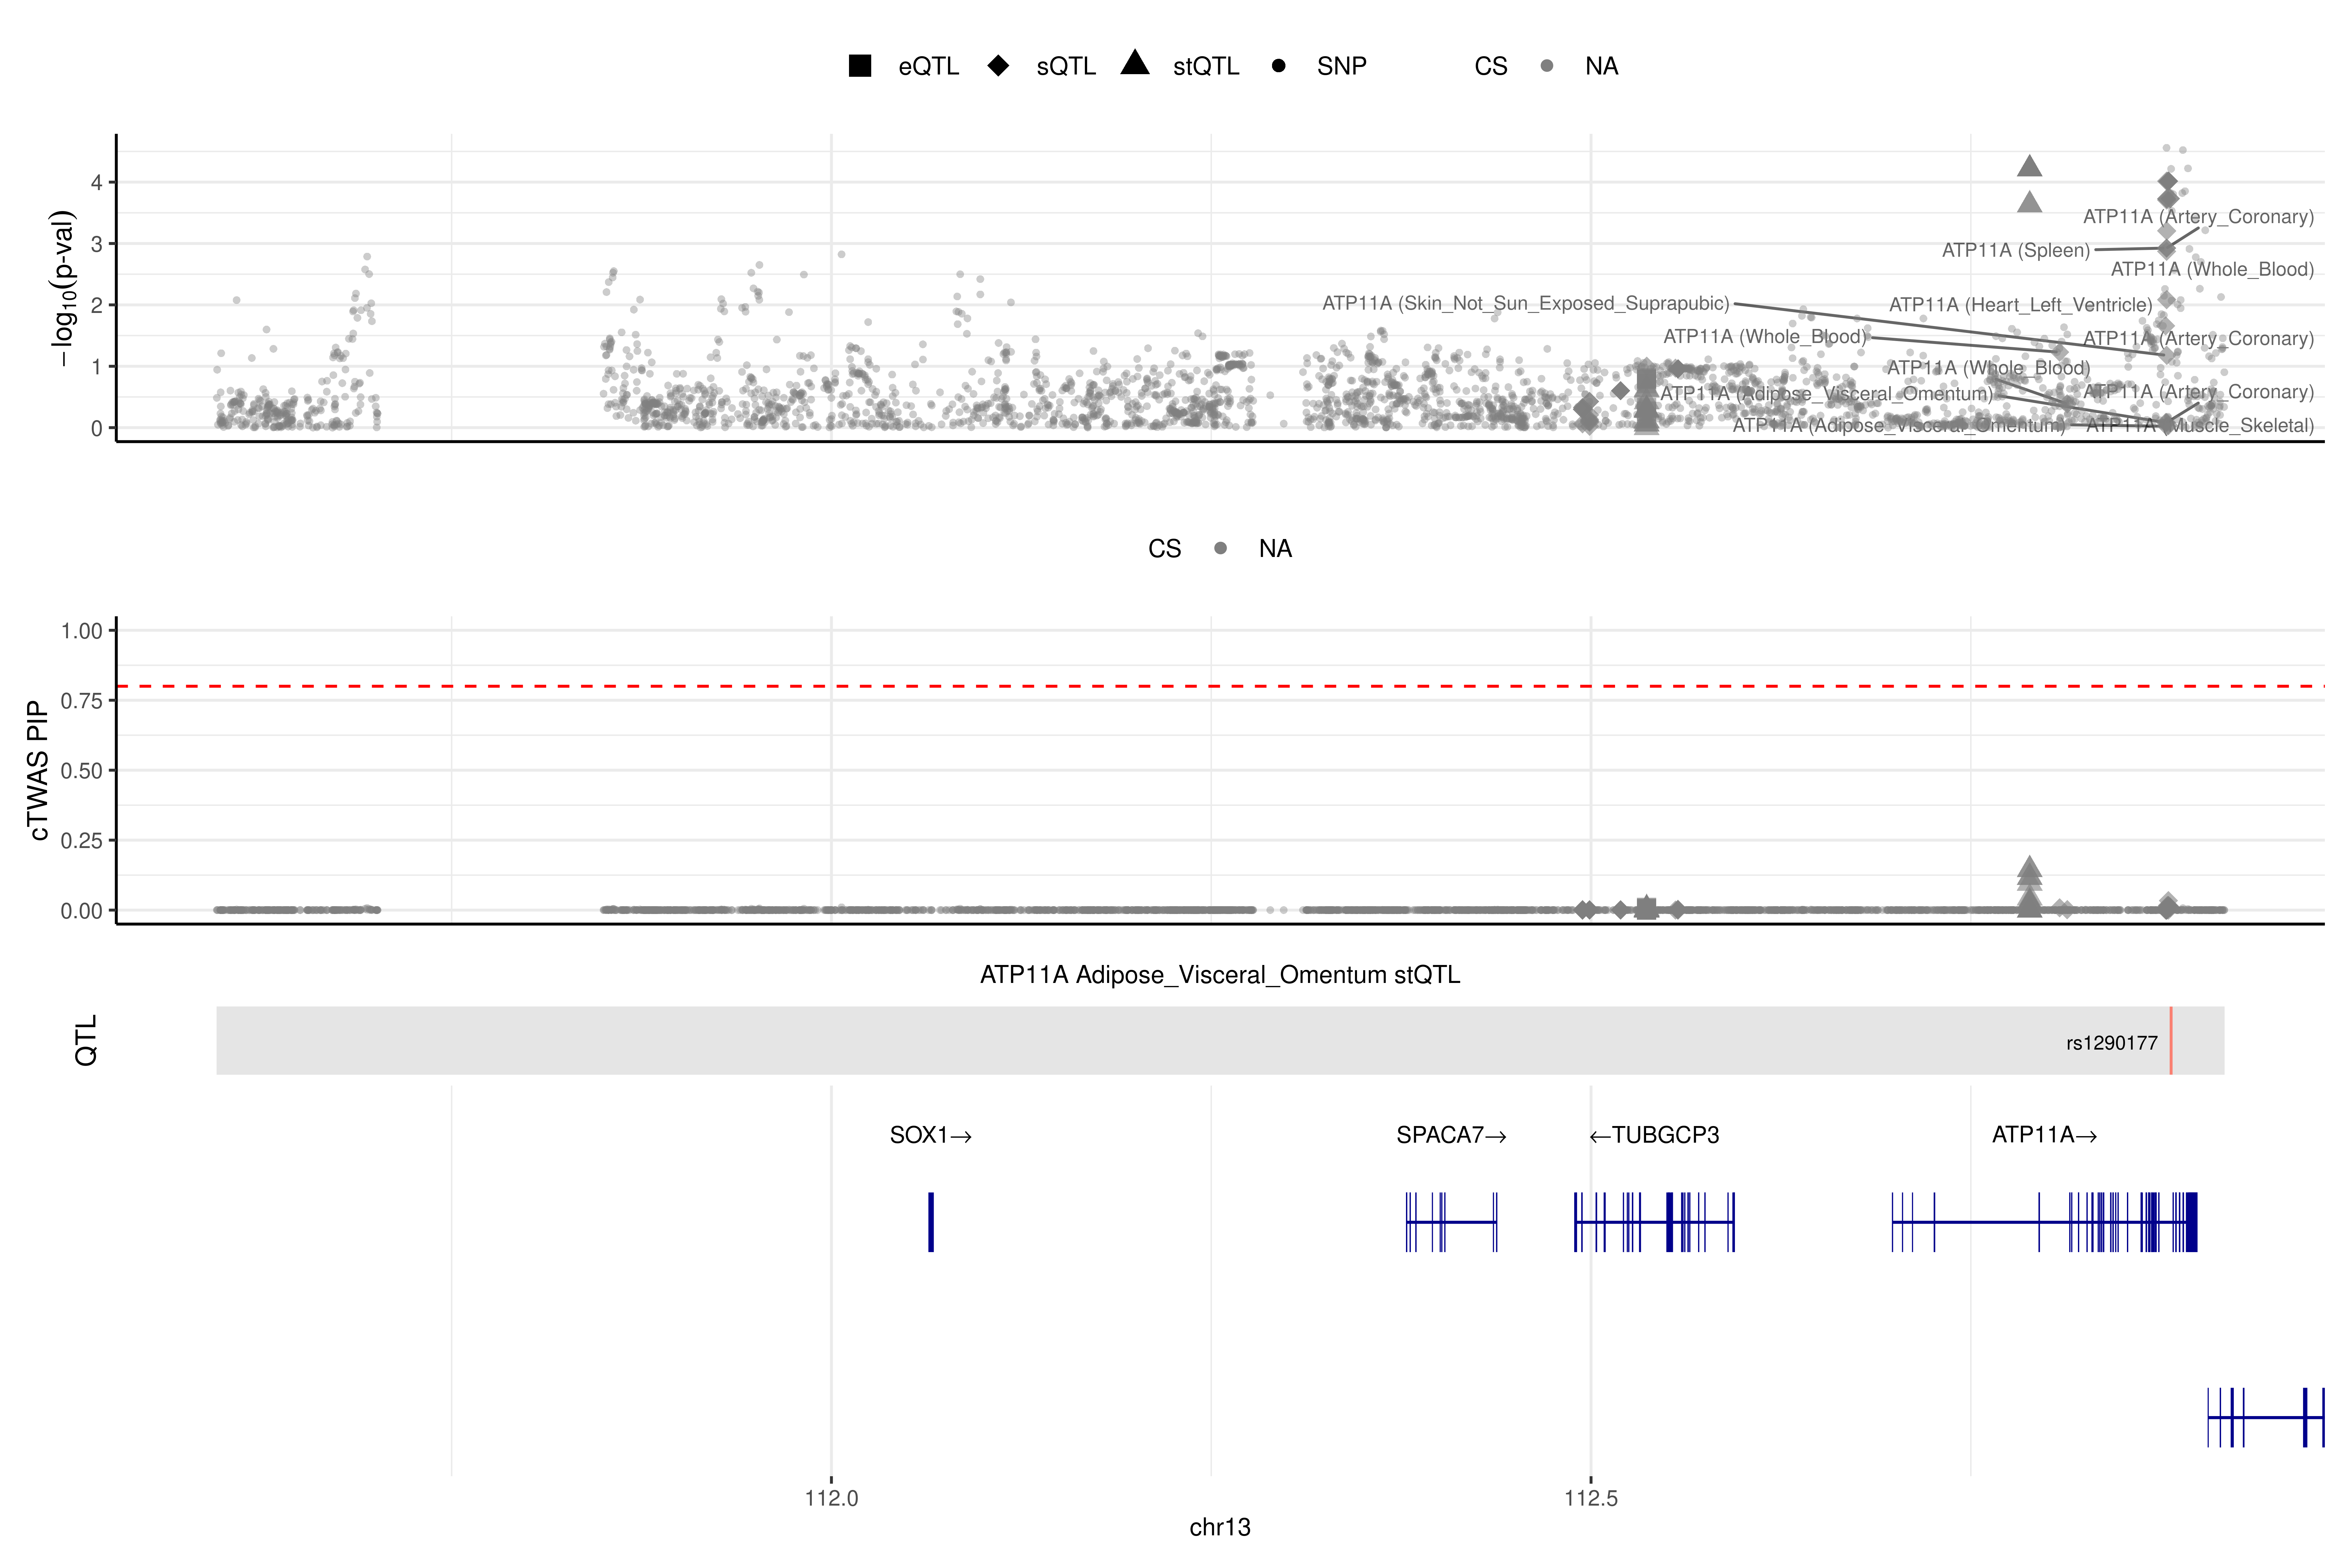 eQTL sQTL stQTL SNP CS NA
−log10(p-val)
4
3
2
1
0
ATP11A (Artery_Coronary)
ATP11A (Spleen)
ATP11A (Whole_Blood)
ATP11A (Skin_Not_Sun_Exposed_Suprapubic)
ATP11A (Heart_Left_Ventricle)
ATP11A (Whole_Blood)
ATP11A (Artery_Coronary)
ATP11A (Whole_Blood)
ATP11A (Adipose_Visceral_Omentum)
ATP11A (Artery_Coronary)
ATP11A (Adipose_Visceral_Omentum)
ATP11A (Muscle_Skeletal)
CS NA
cTWAS PIP
1.00
0.75
0.50
0.25
0.00
ATP11A Adipose_Visceral_Omentum stQTL
QTL
rs1290177
SOX1→ SPACA7→ ←TUBGCP3 ATP11A→
112.0 112.5
chr13